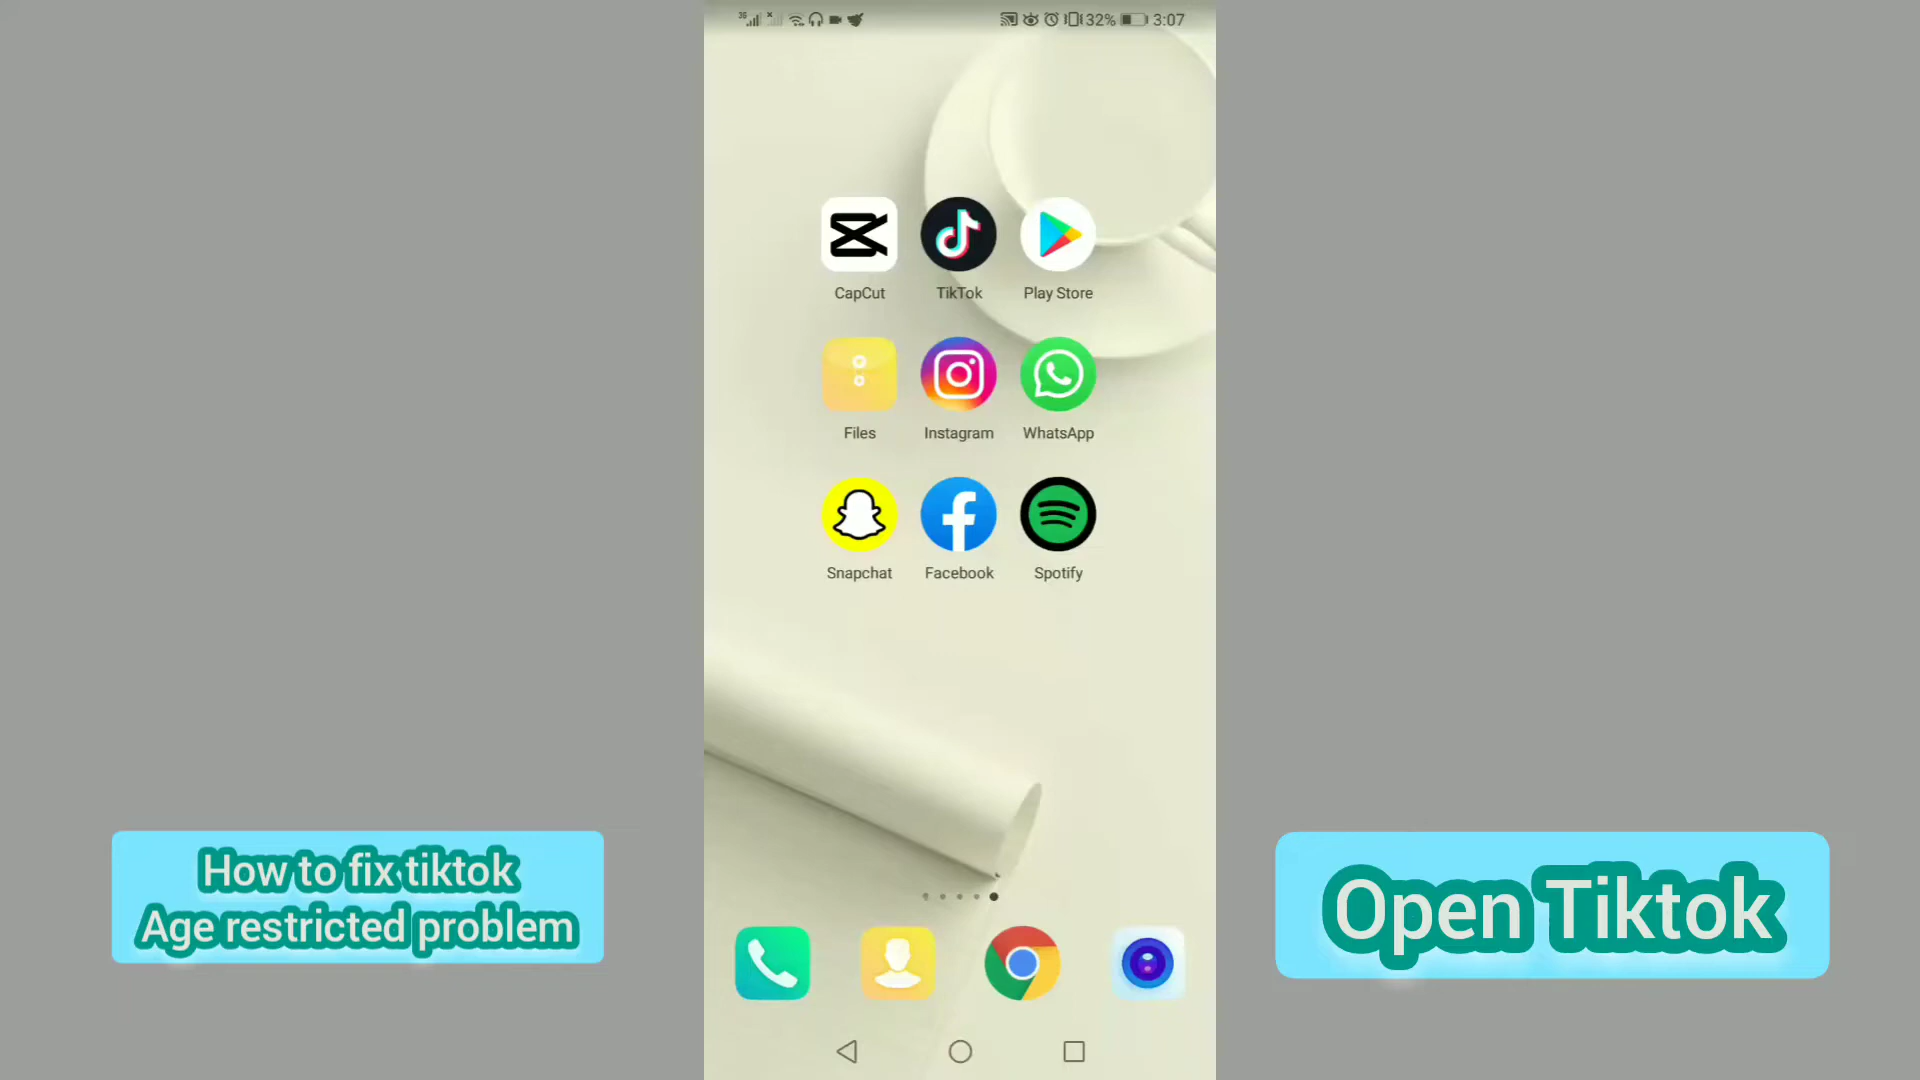 3G
32%
3:07
CapCut
TikTok
Play Store
Files
Instagram
WhatsApp
Snapchat
Facebook
Spotify
How to fix tiktok
Age restricted problem
Open Tiktok